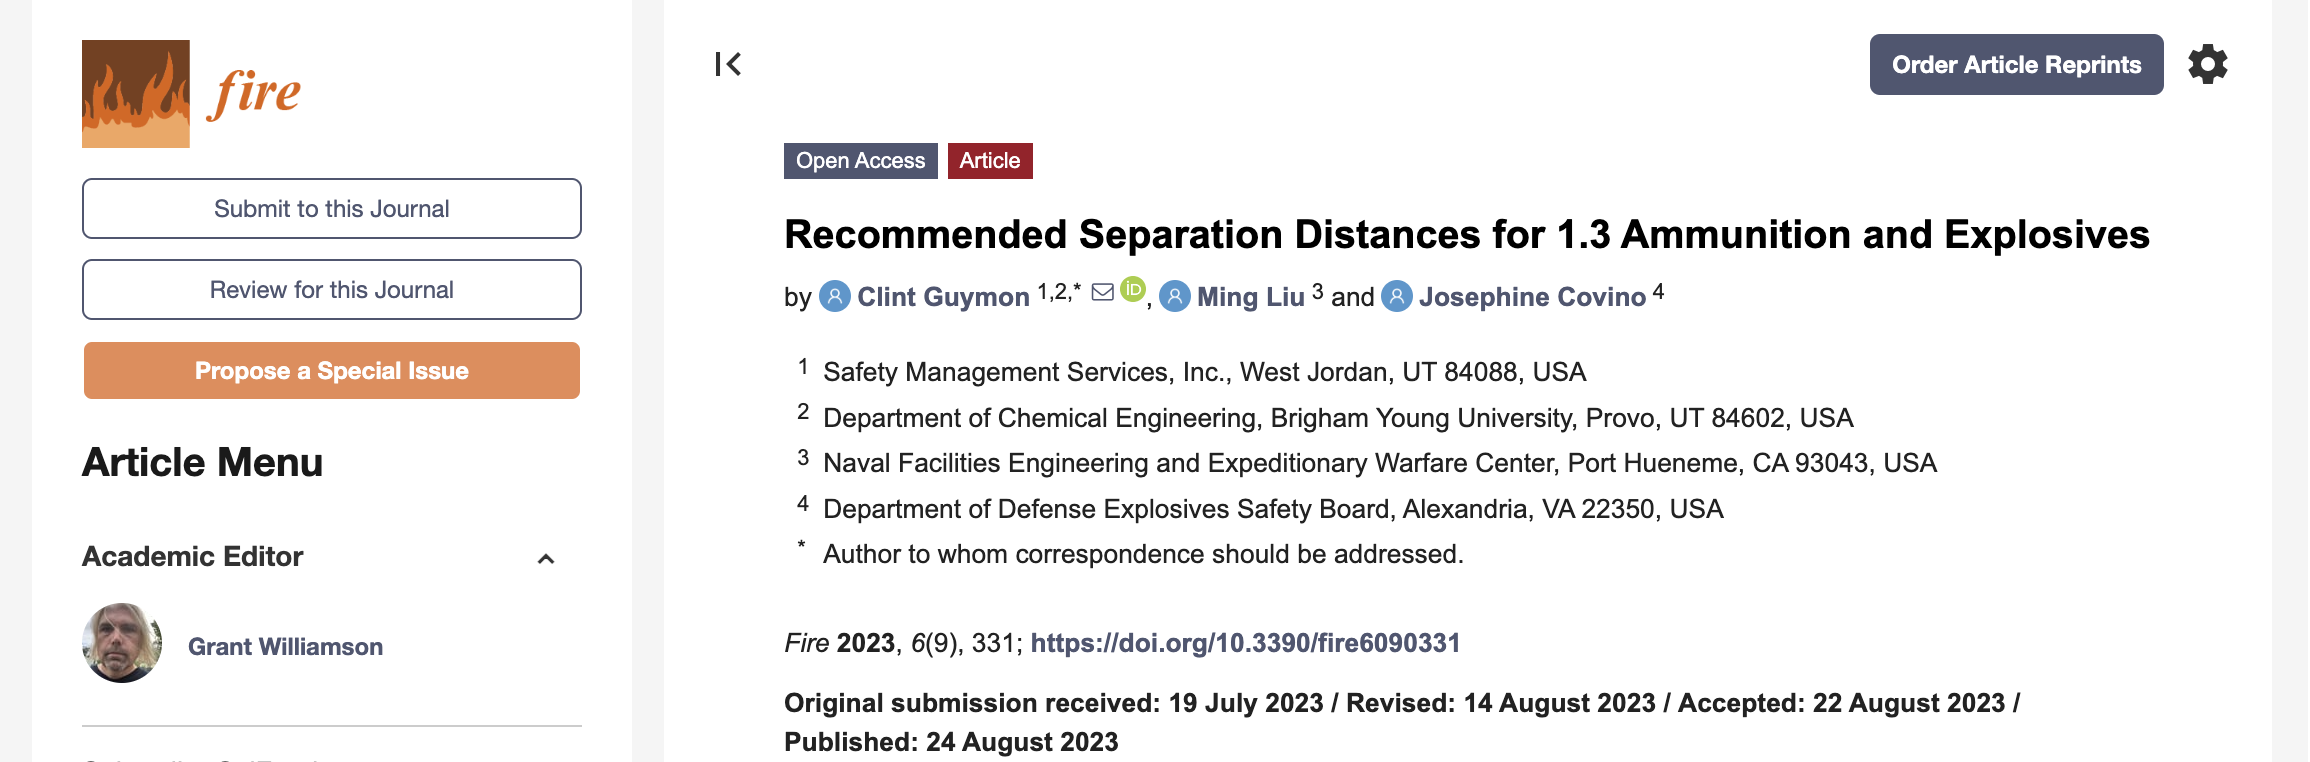 fire
Submit to this Journal
Review for this Journal
Propose a Special Issue
Article Menu
Academic Editor
Grant Williamson
Order Article Reprints
Open Access Article
Recommended Separation Distances for 1.3 Ammunition and Explosives
by Clint Guymon 1,2,* iD, Ming Liu 3 and Josephine Covino 4
1 Safety Management Services, Inc., West Jordan, UT 84088, USA
2 Department of Chemical Engineering, Brigham Young University, Provo, UT 84602, USA
3 Naval Facilities Engineering and Expeditionary Warfare Center, Port Hueneme, CA 93043, USA
4 Department of Defense Explosives Safety Board, Alexandria, VA 22350, USA
* Author to whom correspondence should be addressed.
Fire 2023, 6(9), 331; https://doi.org/10.3390/fire6090331
Original submission received: 19 July 2023 / Revised: 14 August 2023 / Accepted: 22 August 2023 /
Published: 24 August 2023